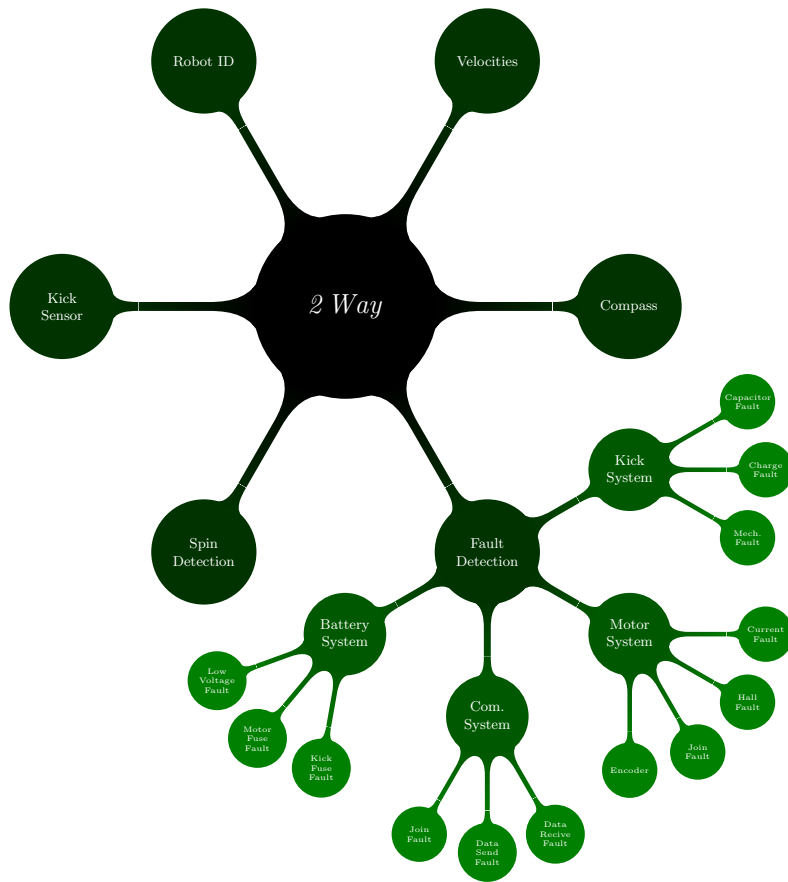 Robot ID
Velocities
Kick
Sensor
2 Way
Compass
Capacitor
Fault
Kick
System
Charge
Fault
Mech.
Fault
Spin
Detection
Fault
Detection
Battery
System
Motor
System
Current
Fault
Low
Voltage
Fault
Hall
Fault
Motor
Fuse
Fault
Com.
System
Join
Fault
Kick
Fuse
Fault
Encoder
Join
Fault
Data
Send
Fault
Data
Recive
Fault